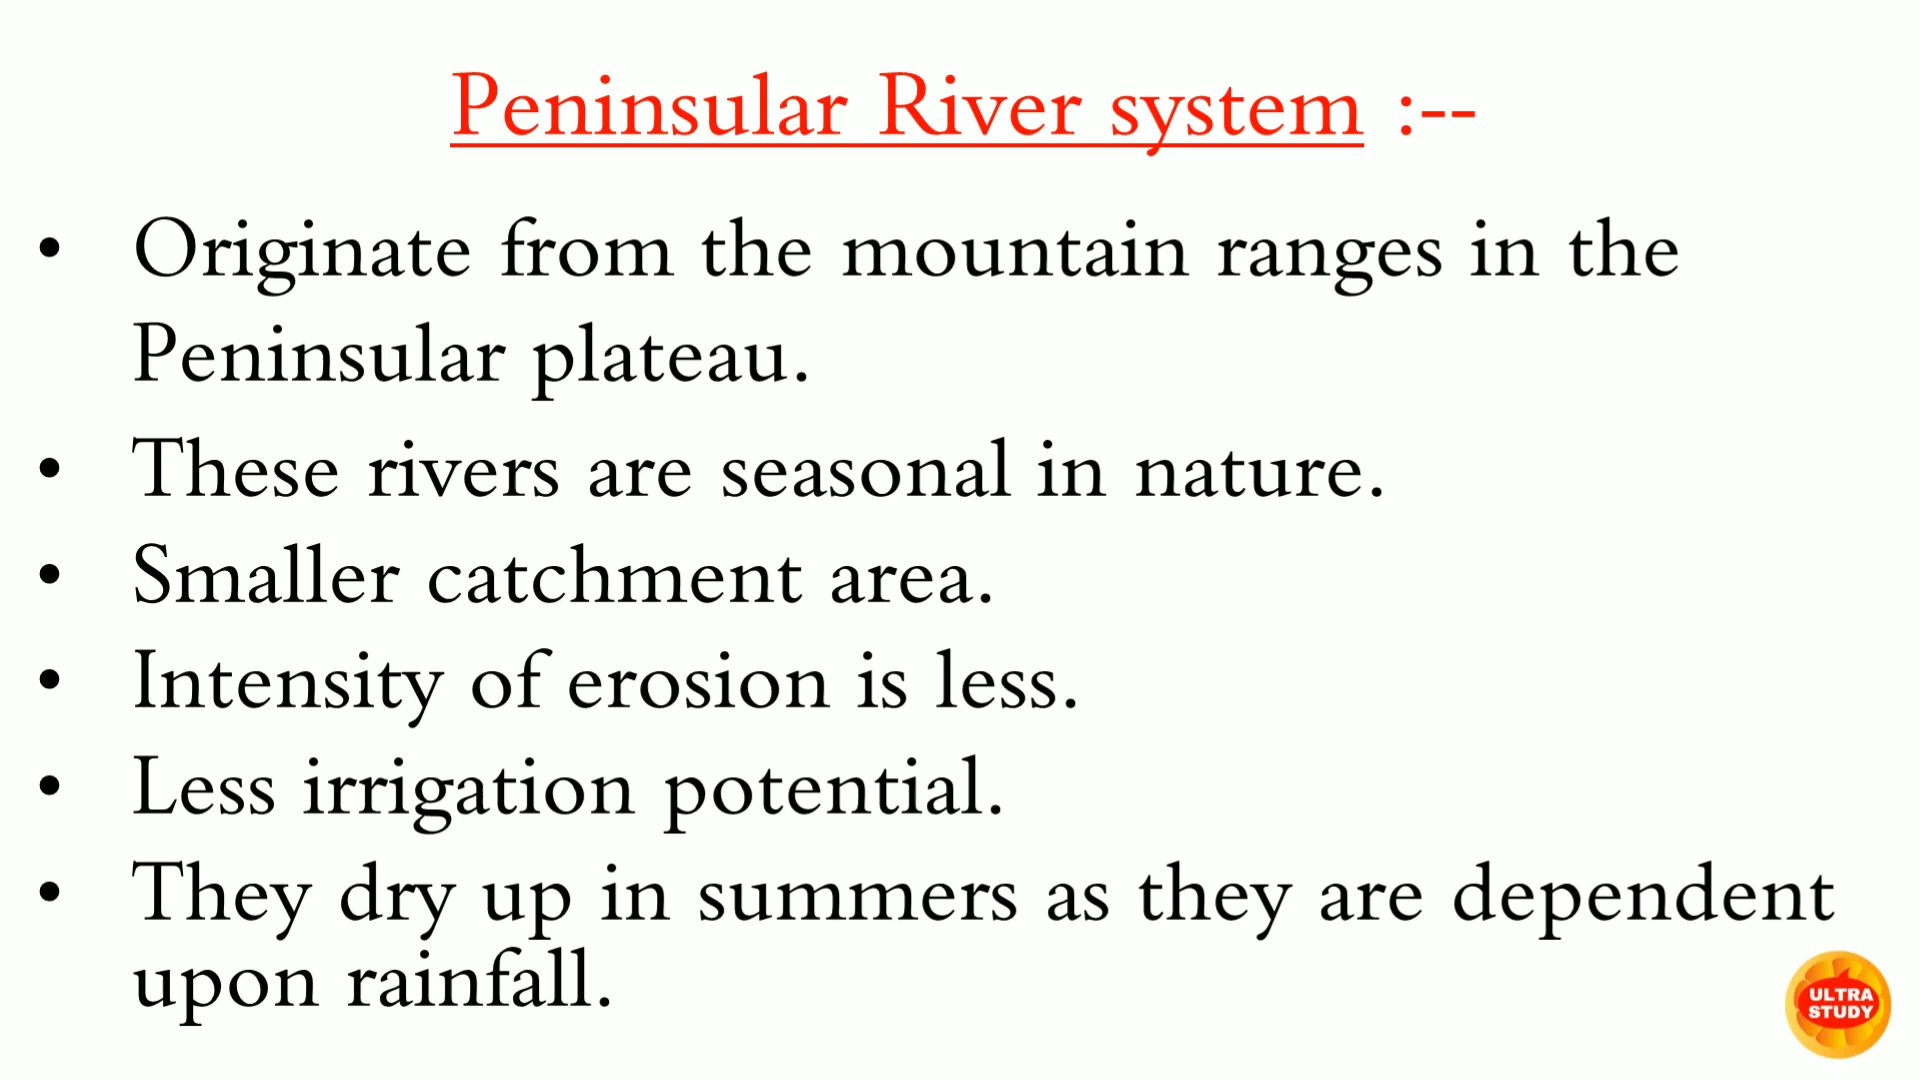 Peninsular River system :--
• Originate from the mountain ranges in the
Peninsular plateau.
• These rivers are seasonal in nature.
• Smaller catchment area.
• Intensity of erosion is less.
• Less irrigation potential.
• They dry up in summers as they are dependent
upon rainfall.
ULTRA
STUDY